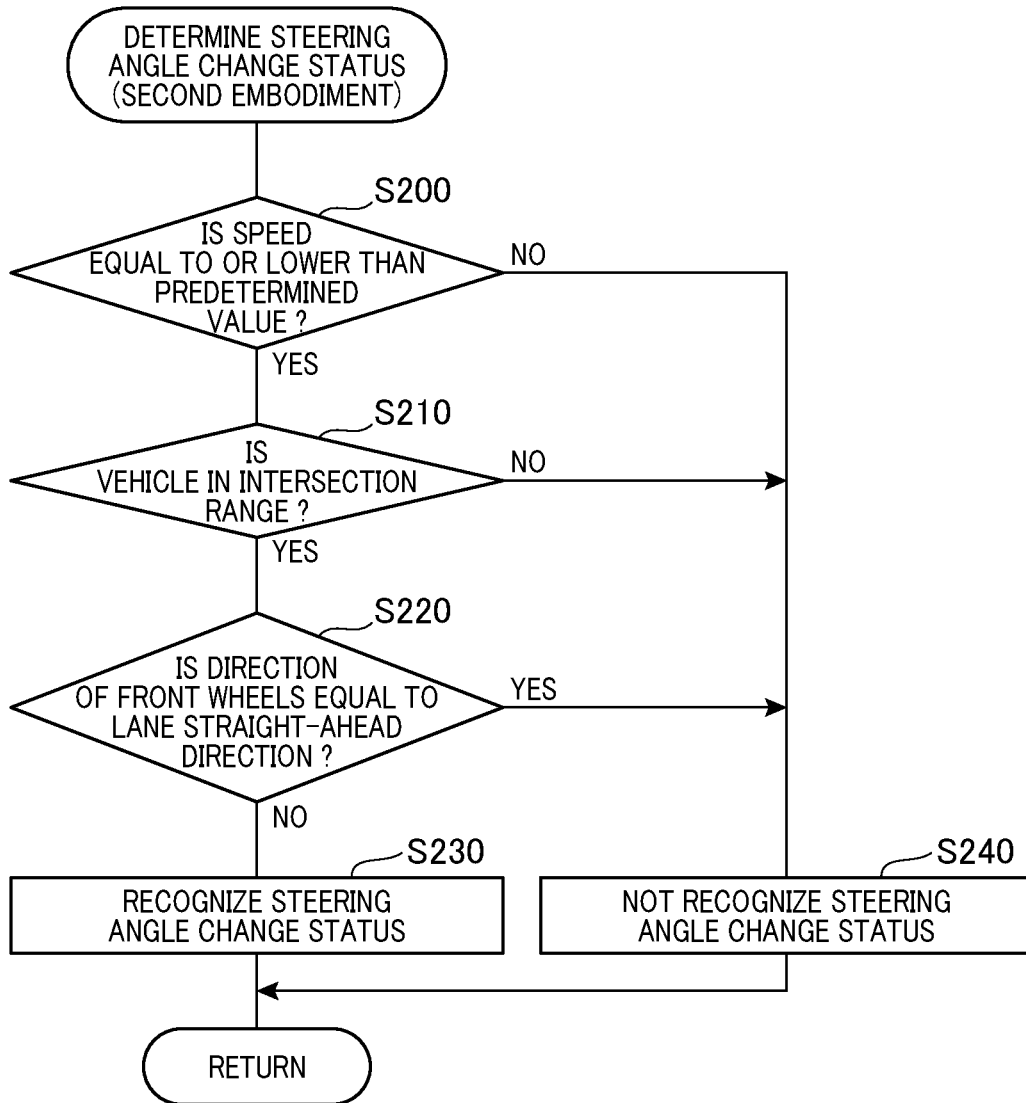 DETERMINE STEERING
ANGLE CHANGE STATUS
(SECOND EMBODIMENT)
S200
IS SPEED
EQUAL TO OR LOWER THAN
PREDETERMINED
VALUE ?
NO
YES
S210
IS
VEHICLE IN INTERSECTION
RANGE ?
NO
YES
S220
IS DIRECTION
OF FRONT WHEELS EQUAL TO
LANE STRAIGHT-AHEAD
DIRECTION ?
YES
NO
S230
RECOGNIZE STEERING
ANGLE CHANGE STATUS
S240
NOT RECOGNIZE STEERING
ANGLE CHANGE STATUS
RETURN